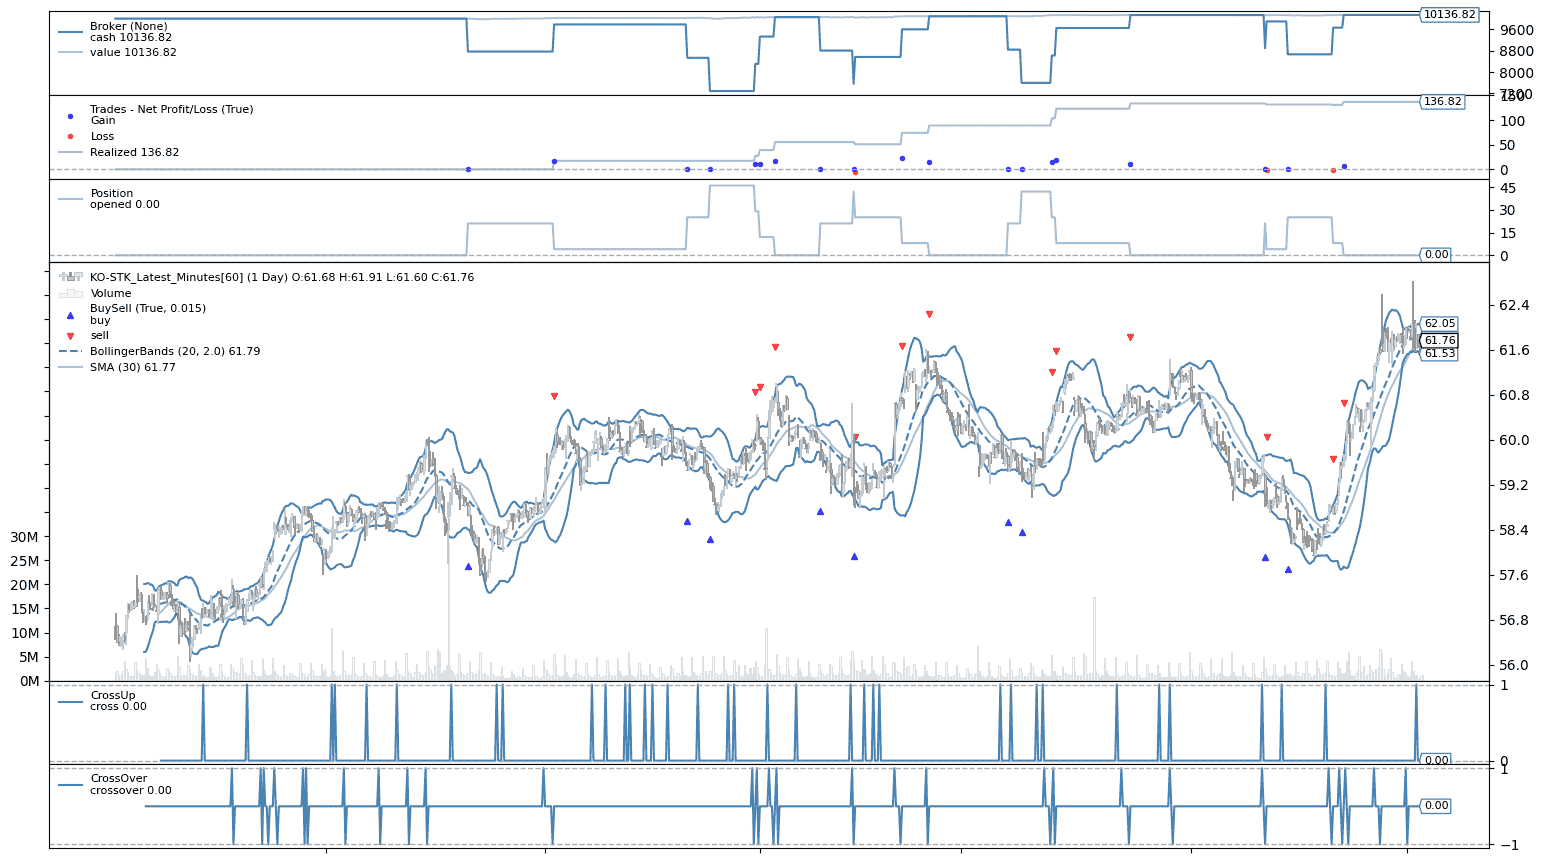 Broker (None)
cash 10136.82
value 10136.82
10136.82
9600
8800
8000
7200
Trades - Net Profit/Loss (True)
Gain
Loss
Realized 136.82
150
136.82
100
50
0
Position
opened 0.00
45
30
15
0.00
0
KO-STK_Latest_Minutes[60] (1 Day) O:61.68 H:61.91 L:61.60 C:61.76
Volume
BuySell (True, 0.015)
buy
sell
BollingerBands (20, 2.0) 61.79
SMA (30) 61.77
62.4
62.05
61.76
61.53
61.6
60.8
60.0
59.2
58.4
57.6
56.8
56.0
30M
25M
20M
15M
10M
5M
0M
CrossUp
cross 0.00
1
0.00
0
CrossOver
crossover 0.00
1
0.00
−1